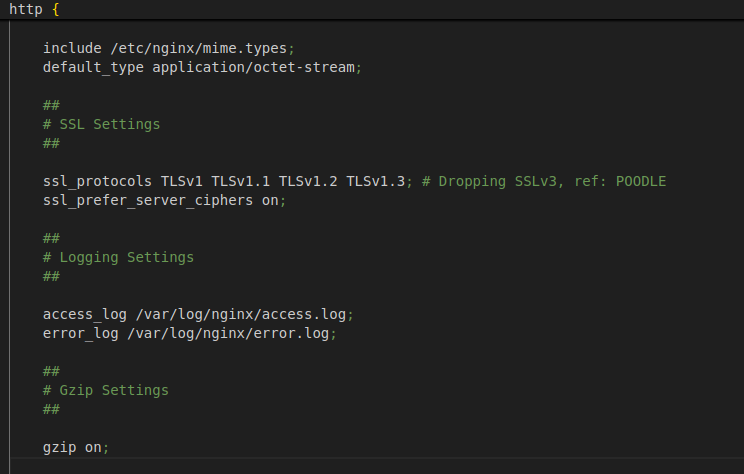 http {
include /etc/nginx/mime.types;
default_type application/octet-stream;
##
# SSL Settings
##
ssl_protocols TLSv1 TLSv1.1 TLSv1.2 TLSv1.3; # Dropping SSLv3, ref: POODLE
ssl_prefer_server_ciphers on;
##
# Logging Settings
##
access_log /var/log/nginx/access.log;
error_log /var/log/nginx/error.log;
##
# Gzip Settings
##
gzip on;